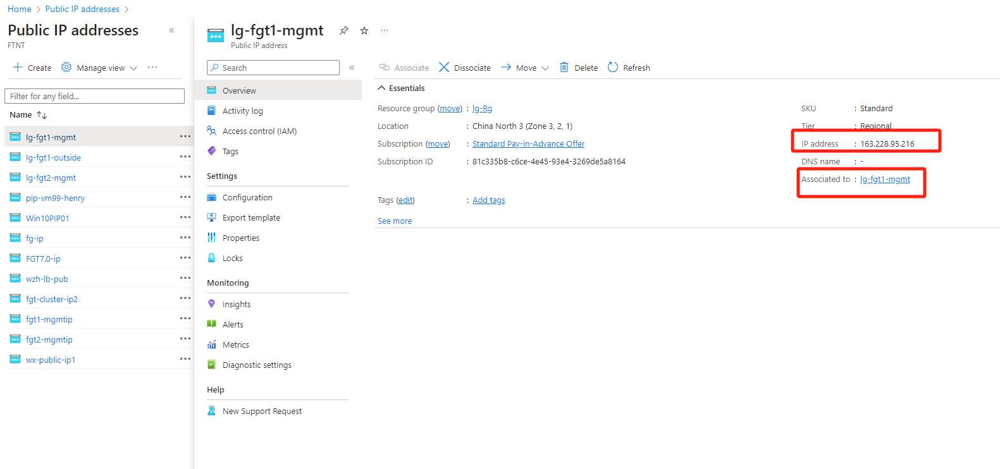 Home > Public IP addresses >
Public IP addresses
FTNT
Create Manage view ...
Filter for any field...
Name
lg-fgt1-mgmt
lg-fgt1-outside
lg-fgt2-mgmt
pip-vm99-henry
Win10PIP01
fg-ip
FGT7.0-ip
wzh-lb-pub
fgt-cluster-ip2
fgt1-mgmtip
fgt2-mgmtip
wx-public-ip1
lg-fgt1-mgmt
Public IP address
Search
Overview
Activity log
Access control (IAM)
Tags
Settings
Configuration
Export template
Properties
Locks
Monitoring
Insights
Alerts
Metrics
Diagnostic settings
Help
New Support Request
Associate Dissociate Move Delete Refresh
Essentials
Resource group (move) : lg-Rg
Location : China North 3 (Zone 3, 2, 1)
Subscription (move) : Standard Pay-in-Advance Offer
Subscription ID : 81c335b8-c6ce-4e45-93e4-3269de5a8164
Tags (edit) : Add tags
See more
SKU : Standard
Tier : Regional
IP address : 163.228.95.216
DNS name : -
Associated to : lg-fgt1-mgmt